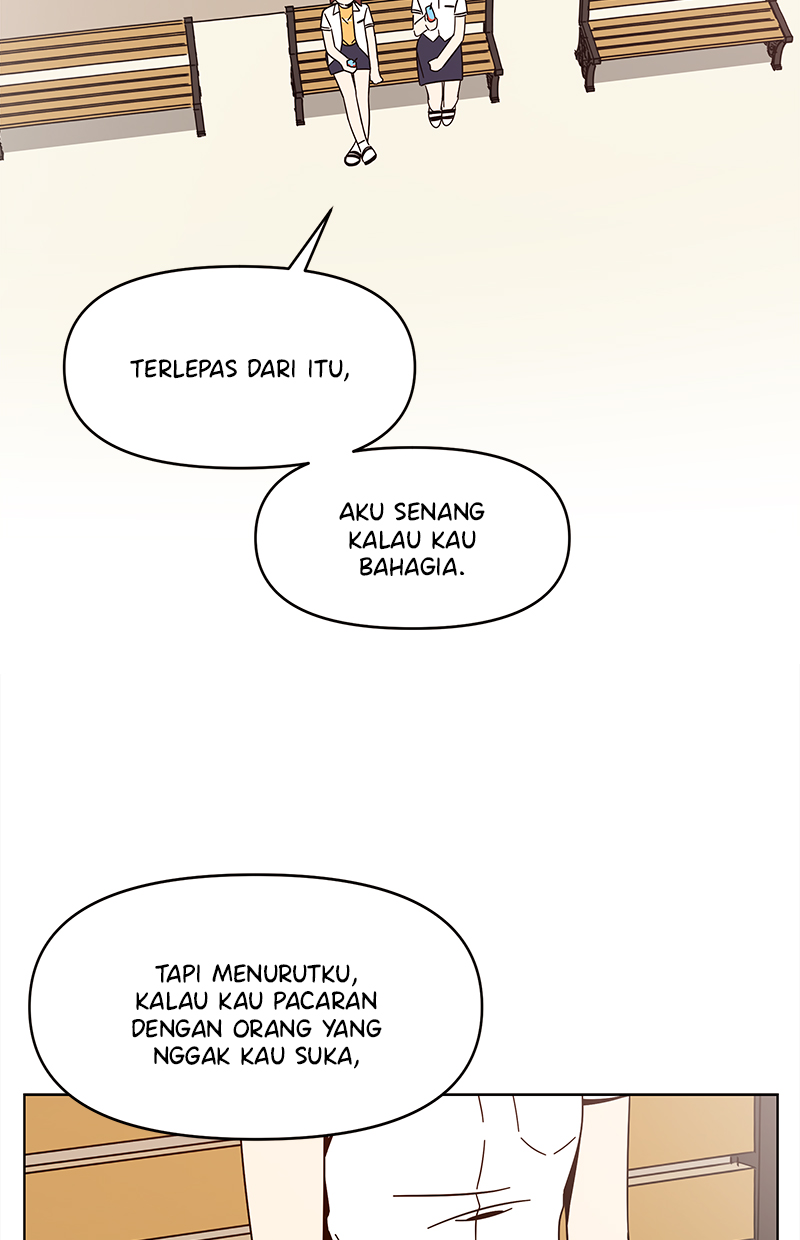 TERLEPAS DARI ITU,
AKU SENANG
KALAU KAU
BAHAGIA.
TAPI MENURUTKU,
KALAU KAU PACARAN
DENGAN ORANG YANG
NGGAK KAU SUKA,